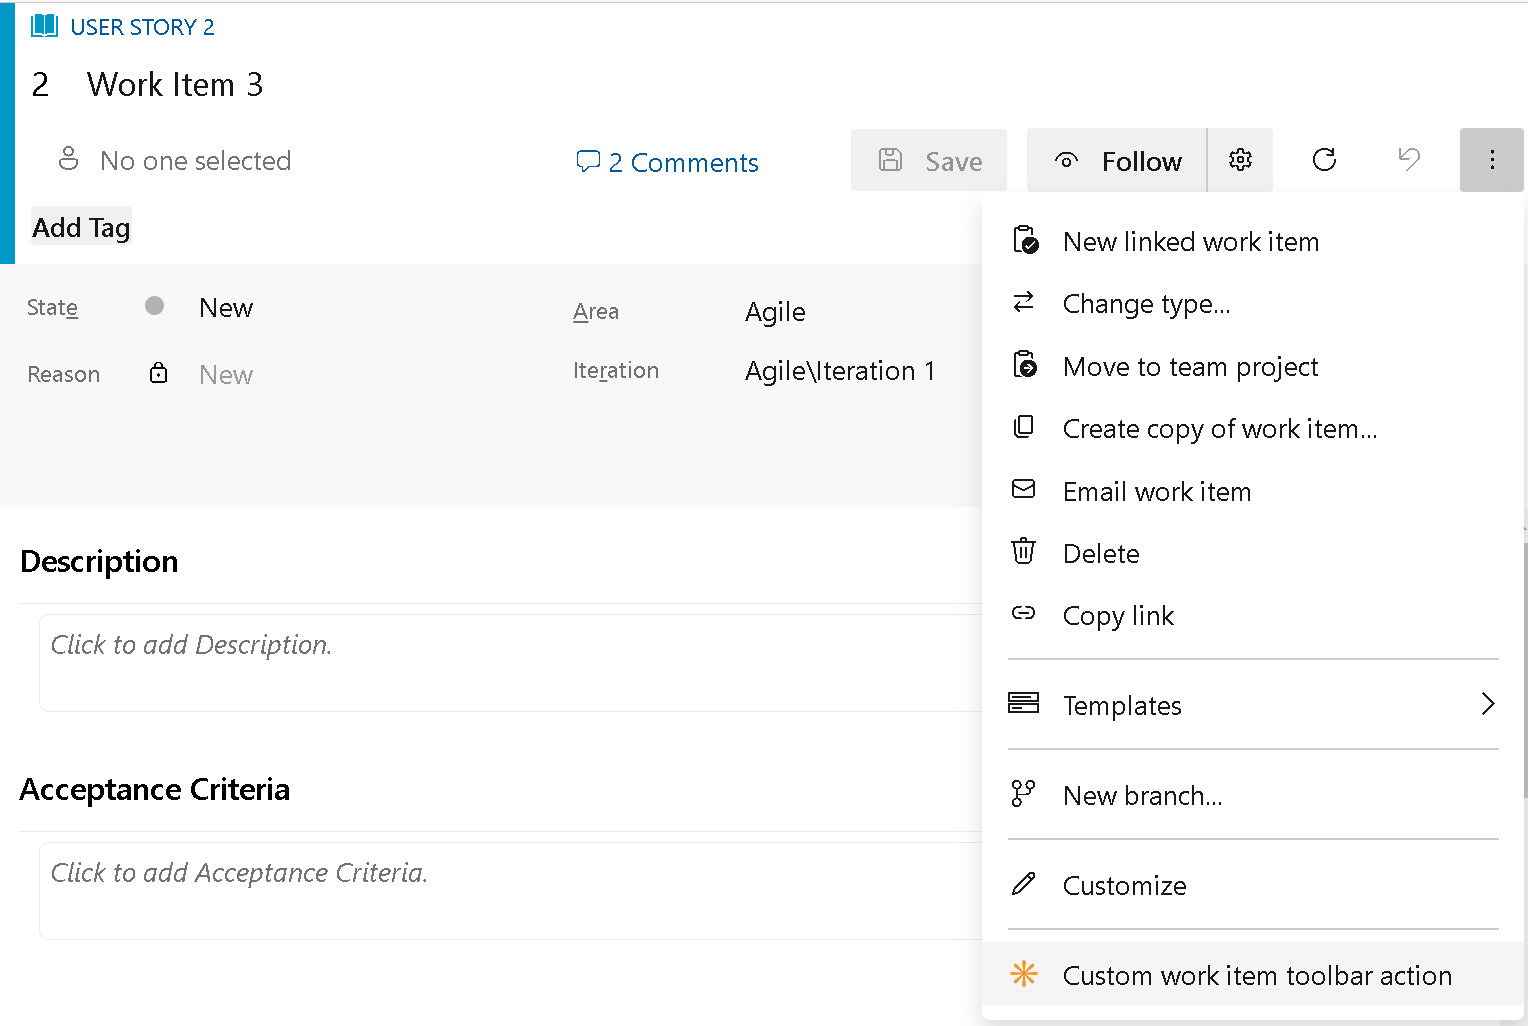 USER STORY 2
2 Work Item 3
No one selected
2 Comments
Save
Follow
Add Tag
State
New
Area
Agile
Reason
New
Iteration
Agile\Iteration 1
Description
Click to add Description.
Acceptance Criteria
Click to add Acceptance Criteria.
New linked work item
Change type...
Move to team project
Create copy of work item...
Email work item
Delete
Copy link
Templates
New branch...
Customize
Custom work item toolbar action